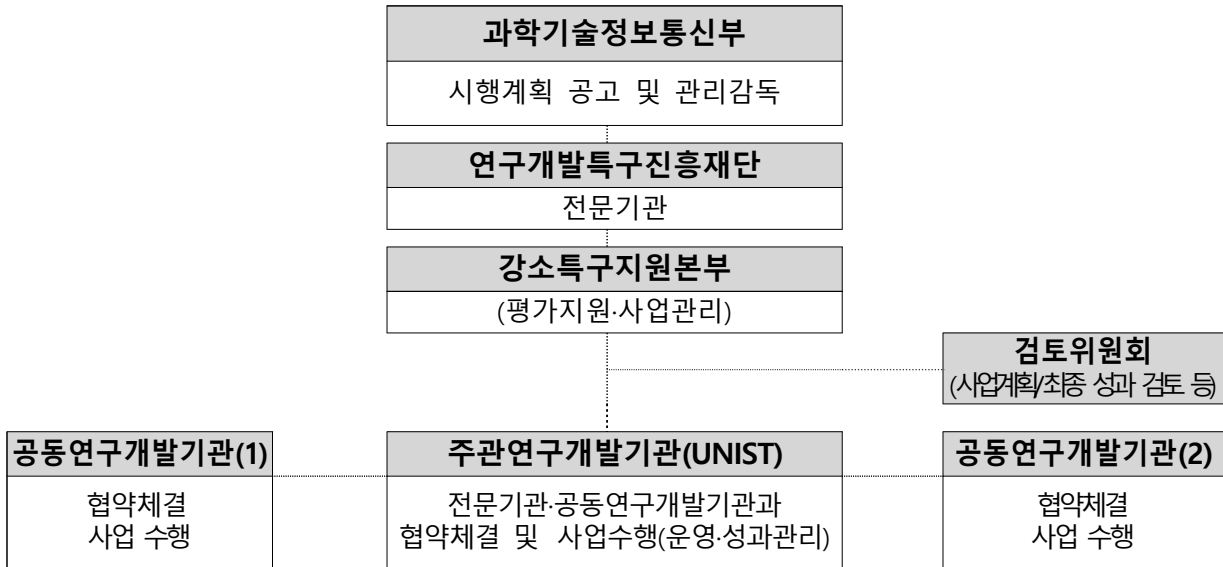 과학기술정보통신부
시행계획 공고 및 관리감독
연구개발특구진흥재단
전문기관
강소특구지원본부
(평가지원·사업관리)
검토위원회
(사업계획/최종 성과 검토 등)
공동연구개발기관(1)
협약체결
사업 수행
주관연구개발기관(UNIST)
전문기관·공동연구개발기관과
협약체결 및 사업수행(운영·성과관리)
공동연구개발기관(2)
협약체결
사업 수행